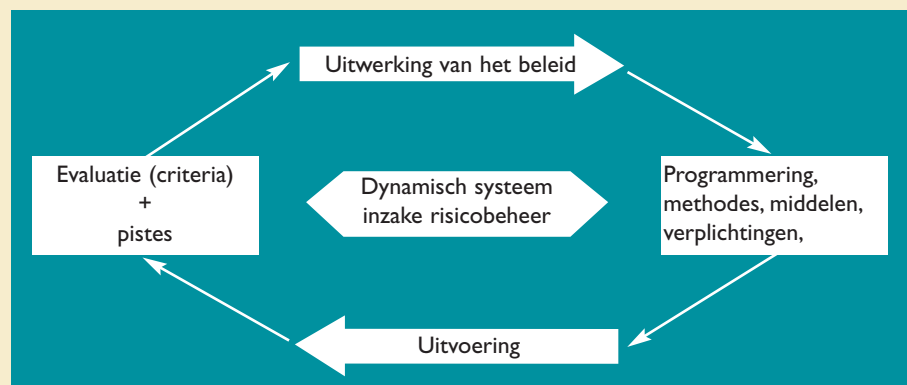 Uitwerking van het beleid
Evaluatie (criteria)
+
pistes
Dynamisch systeem
inzake risicobeheer
Programmering,
methodes, middelen,
verplichtingen,
Uitvoering